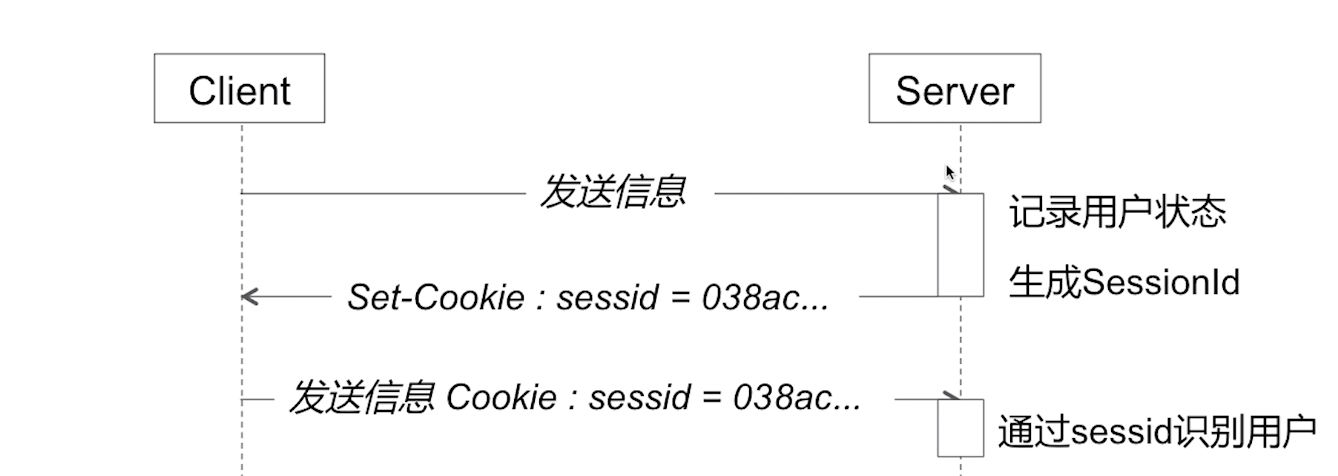 Client
Server
发送信息
记录用户状态
生成SessionId
Set-Cookie : sessid = 038ac...
发送信息 Cookie : sessid = 038ac...
通过sessid识别用户